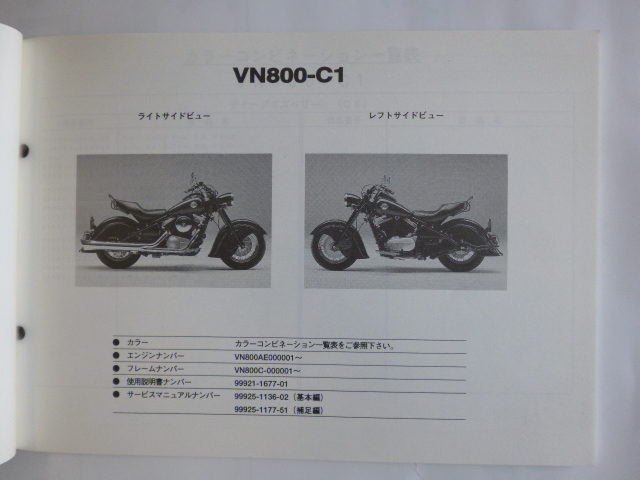 VN800-C1
ライトサイドビュー
レフトサイドビュー
● カラー カラーコンビネーション一覧表をご参照下さい。
● エンジンナンバー VN800AE000001〜
● フレームナンバー VN800C-000001〜
● 使用説明書ナンバー 99921-1677-01
● サービスマニュアルナンバー 99925-1136-02 (基本編)
99925-1177-51 (補足編)